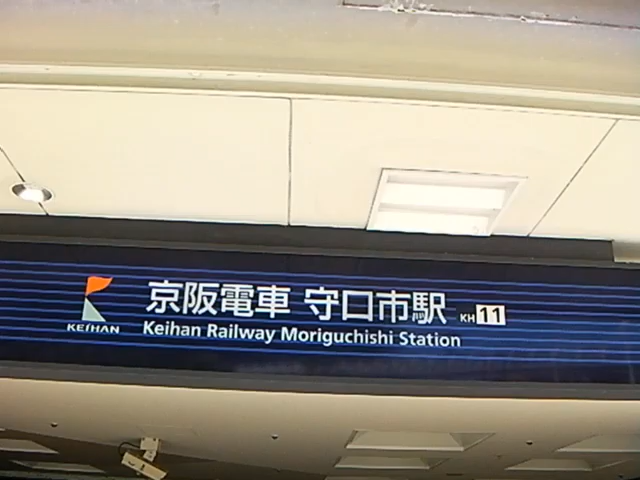 京阪電車 守口市駅 KH 11
KEIHAN
Keihan Railway Moriguchishi Station